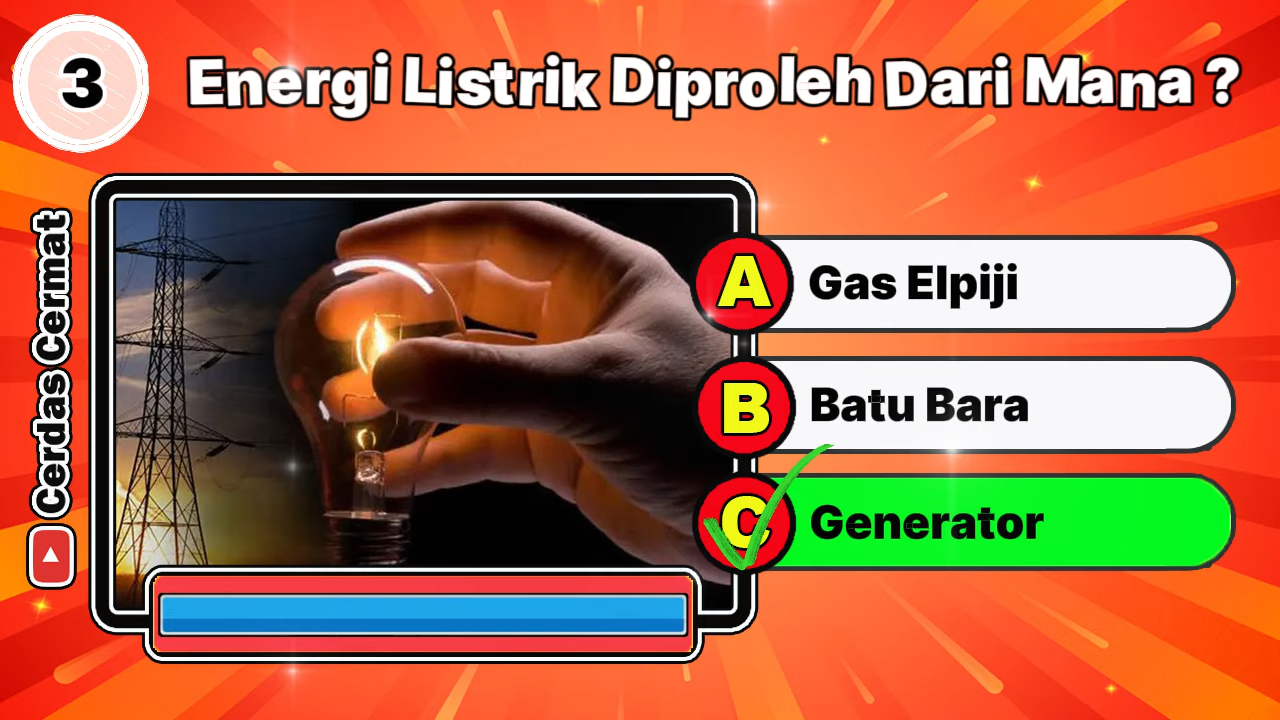 3
Energi Listrik Diproleh Dari Mana ?
Cerdas Cermat
A Gas Elpiji
B Batu Bara
C Generator